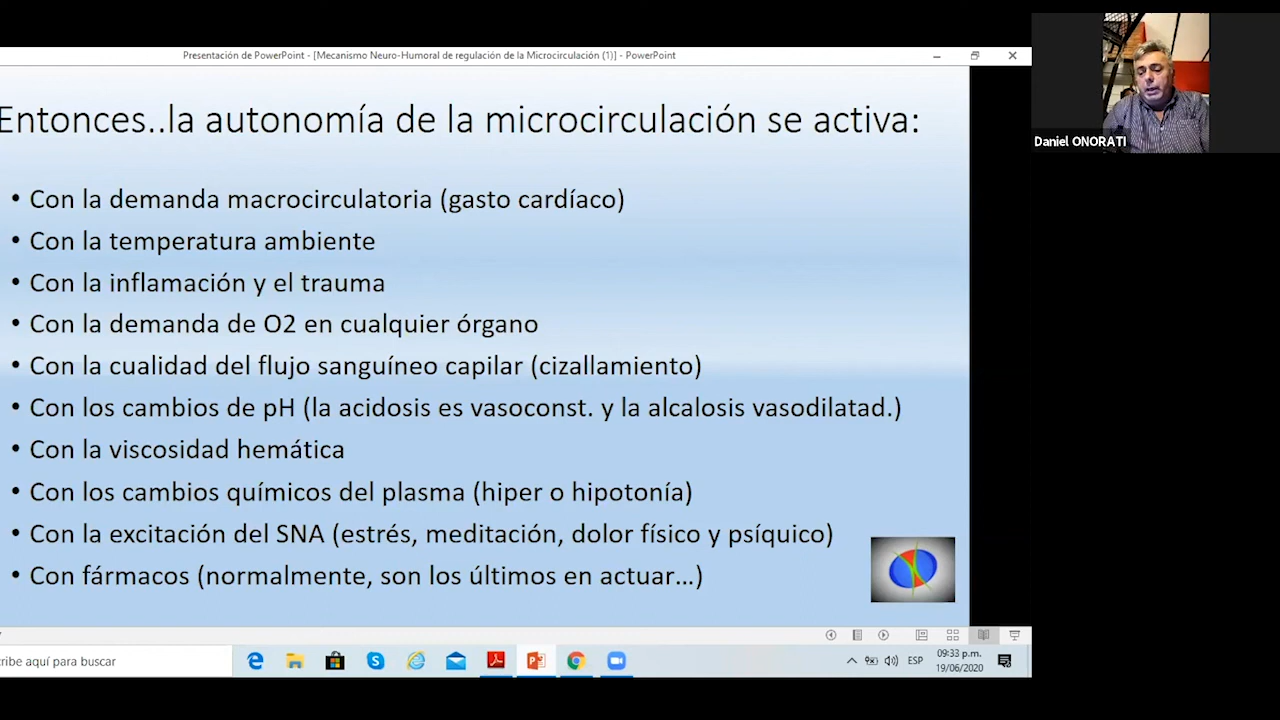 Presentación de PowerPoint - [Mecanismo Neuro-Humoral de regulación de la Microcirculación (1)] - PowerPoint
Daniel ONORATI
Entonces..la autonomía de la microcirculación se activa:
• Con la demanda macrocirculatoria (gasto cardíaco)
• Con la temperatura ambiente
• Con la inflamación y el trauma
• Con la demanda de O2 en cualquier órgano
• Con la cualidad del flujo sanguíneo capilar (cizallamiento)
• Con los cambios de pH (la acidosis es vasoconst. y la alcalosis vasodilatad.)
• Con la viscosidad hemática
• Con los cambios químicos del plasma (hiper o hipotonía)
• Con la excitación del SNA (estrés, meditación, dolor físico y psíquico)
• Con fármacos (normalmente, son los últimos en actuar...)
cribe aquí para buscar
ESP
09:33 p.m.
19/06/2020